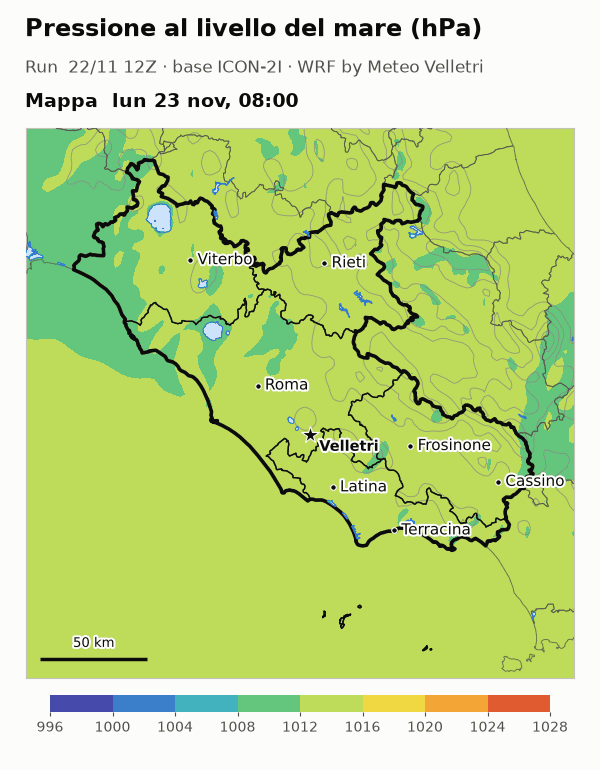 Pressione al livello del mare (hPa)
Run  22/11 12Z · base ICON-2I · WRF by Meteo Velletri
Mappa  lun 23 nov, 08:00
Viterbo
Rieti
Roma
Velletri
Frosinone
Cassino
Latina
Terracina
50 km
996 1000 1004 1008 1012 1016 1020 1024 1028